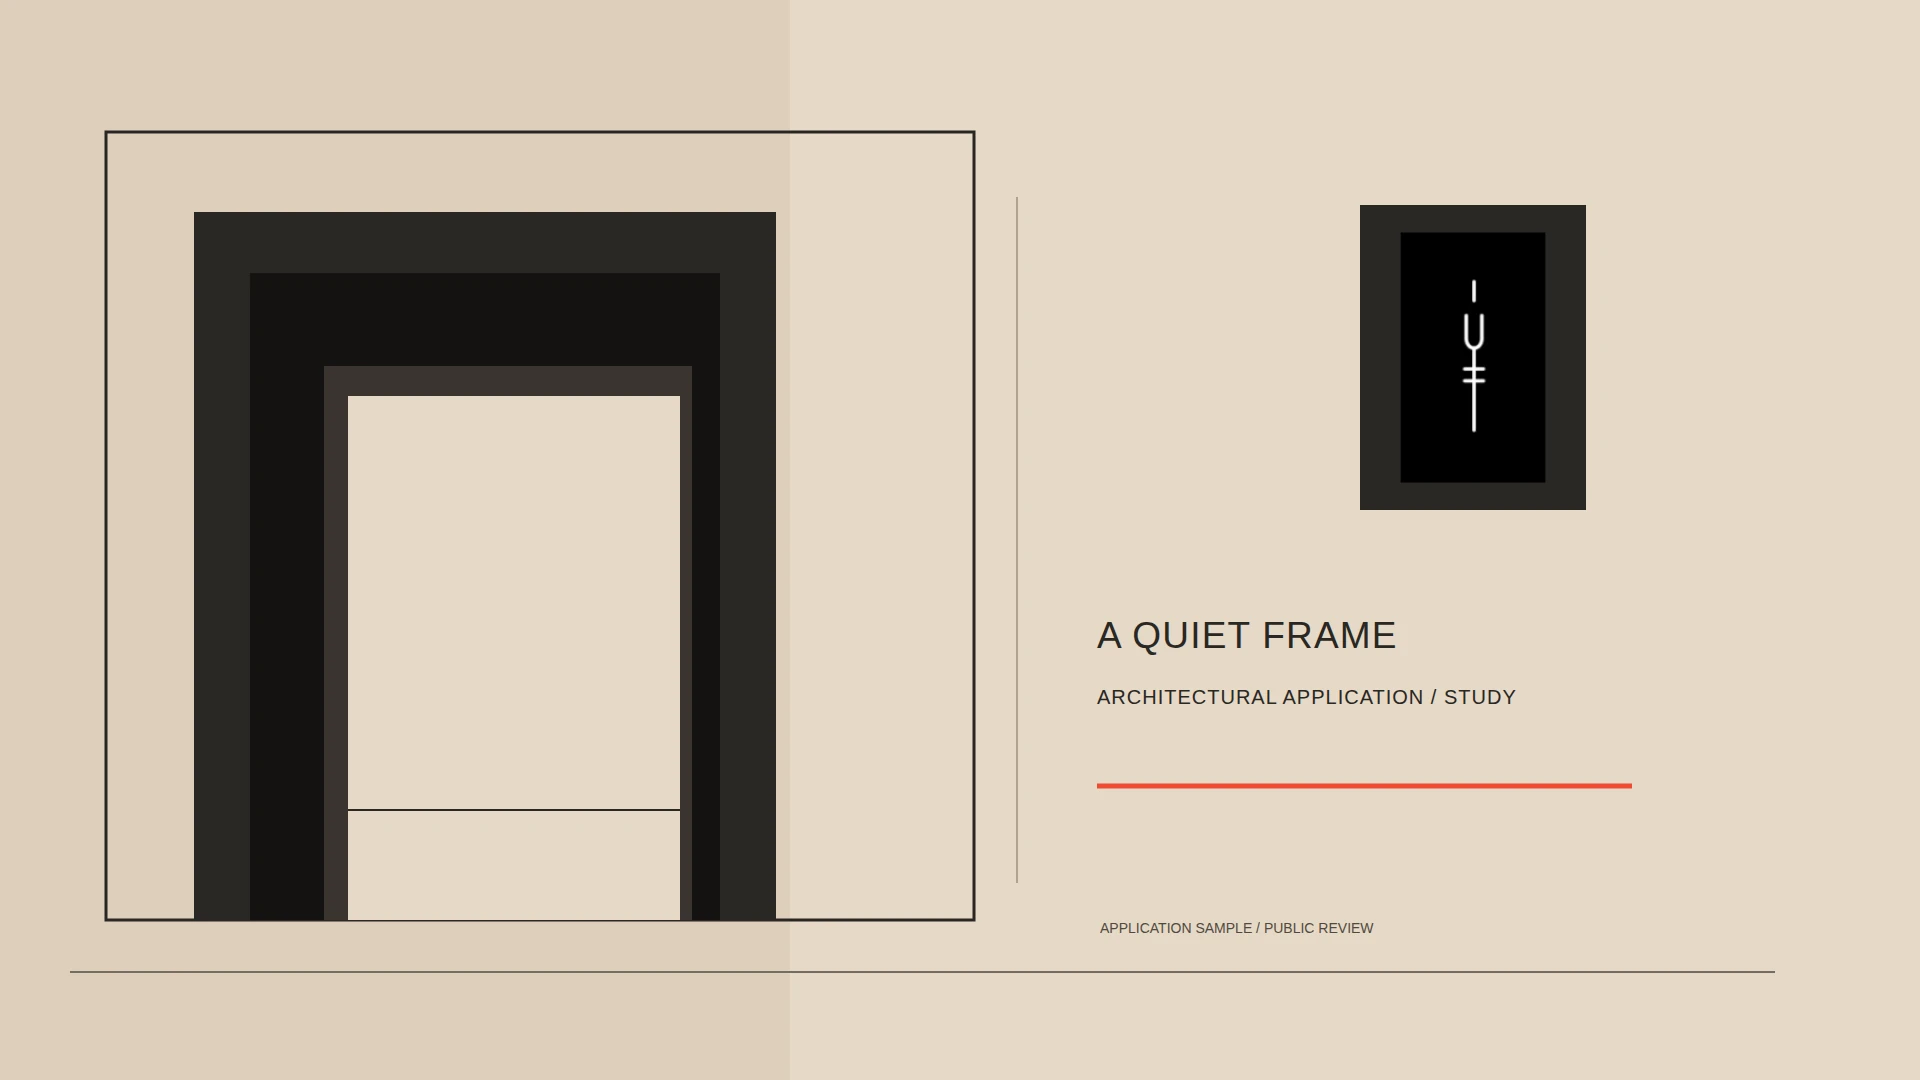 A QUIET FRAME
ARCHITECTURAL APPLICATION / STUDY
APPLICATION SAMPLE / PUBLIC REVIEW